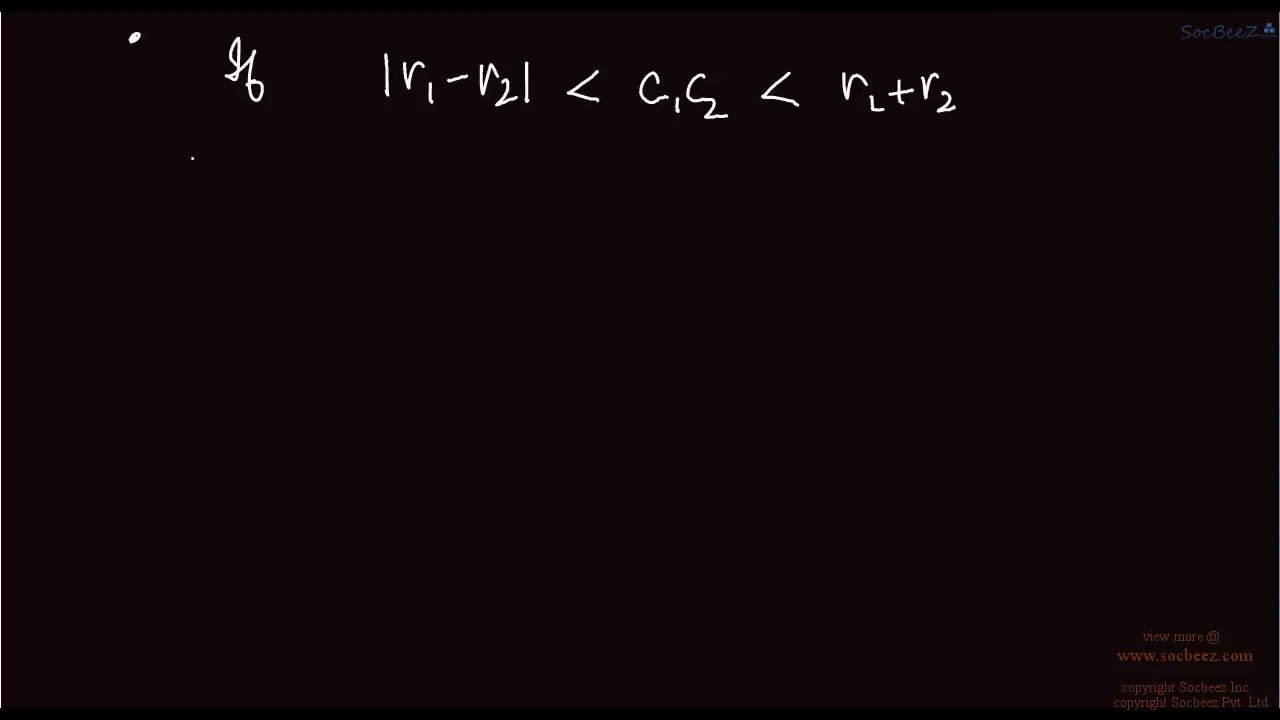 SocBeeZ.com
If |r₁-r₂| < C₁C₂ < r₁+r₂
view more @
www.socbeez.com
copyright Socbeez Inc.
copyright Socbeez Pvt. Ltd.